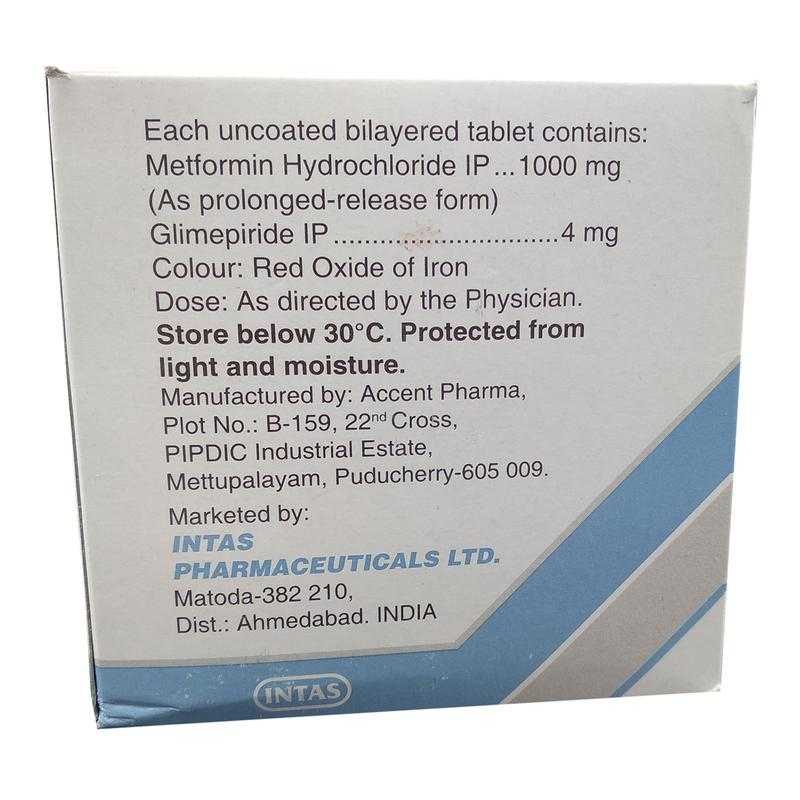 Each uncoated bilayered tablet contains:
Metformin Hydrochloride IP...1000 mg
(As prolonged-release form)
Glimepiride IP.............................4 mg
Colour: Red Oxide of Iron
Dose: As directed by the Physician.
Store below 30°C. Protected from
light and moisture.
Manufactured by: Accent Pharma,
Plot No.: B-159, 22nd Cross,
PIPDIC Industrial Estate,
Mettupalayam, Puducherry-605 009.
Marketed by:
INTAS
PHARMACEUTICALS LTD.
Matoda-382 210,
Dist.: Ahmedabad. INDIA
INTAS